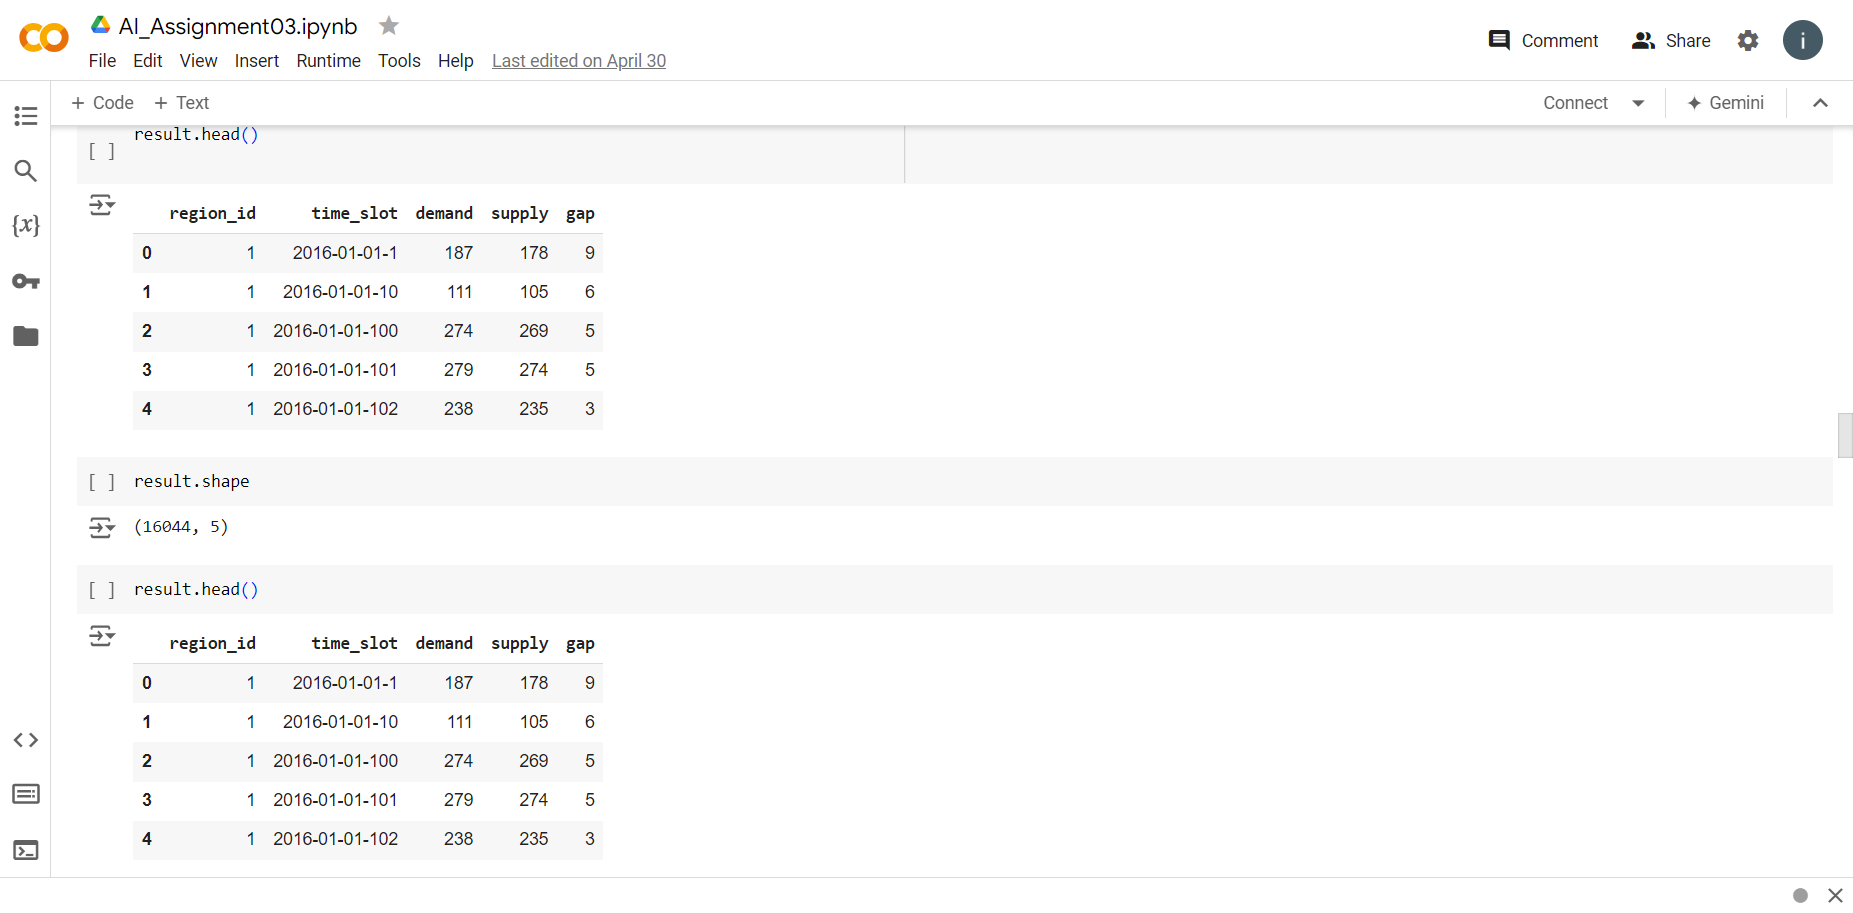 AI_Assignment03.ipynb
File Edit View Insert Runtime Tools Help Last edited on April 30
Comment Share i
+ Code + Text
Connect Gemini
result.head()
[ ]
region_id time_slot demand supply gap
0 1 2016-01-01-1 187 178 9
1 1 2016-01-01-10 111 105 6
2 1 2016-01-01-100 274 269 5
3 1 2016-01-01-101 279 274 5
4 1 2016-01-01-102 238 235 3
[ ] result.shape
(16044, 5)
[ ] result.head()
region_id time_slot demand supply gap
0 1 2016-01-01-1 187 178 9
1 1 2016-01-01-10 111 105 6
2 1 2016-01-01-100 274 269 5
3 1 2016-01-01-101 279 274 5
4 1 2016-01-01-102 238 235 3